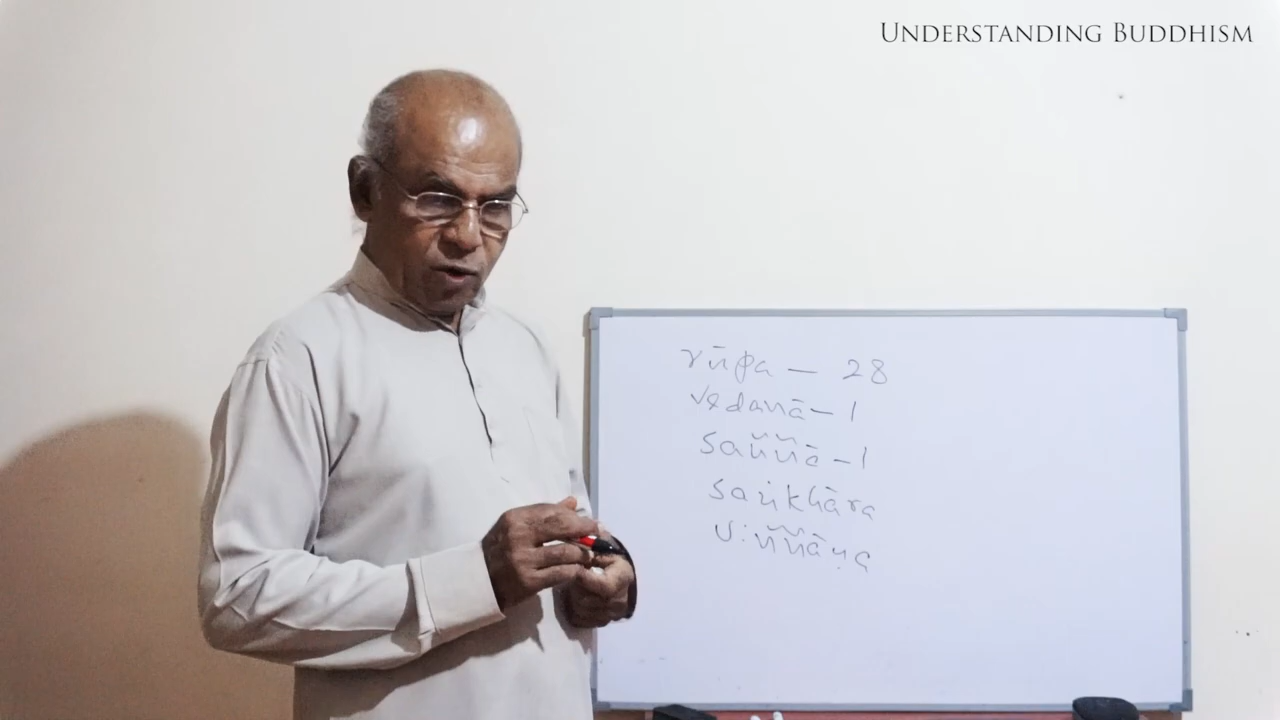 UNDERSTANDING BUDDHISM
rūpa – 28
vedanā – 1
saññā – 1
saṅkhāra
viññāṇa